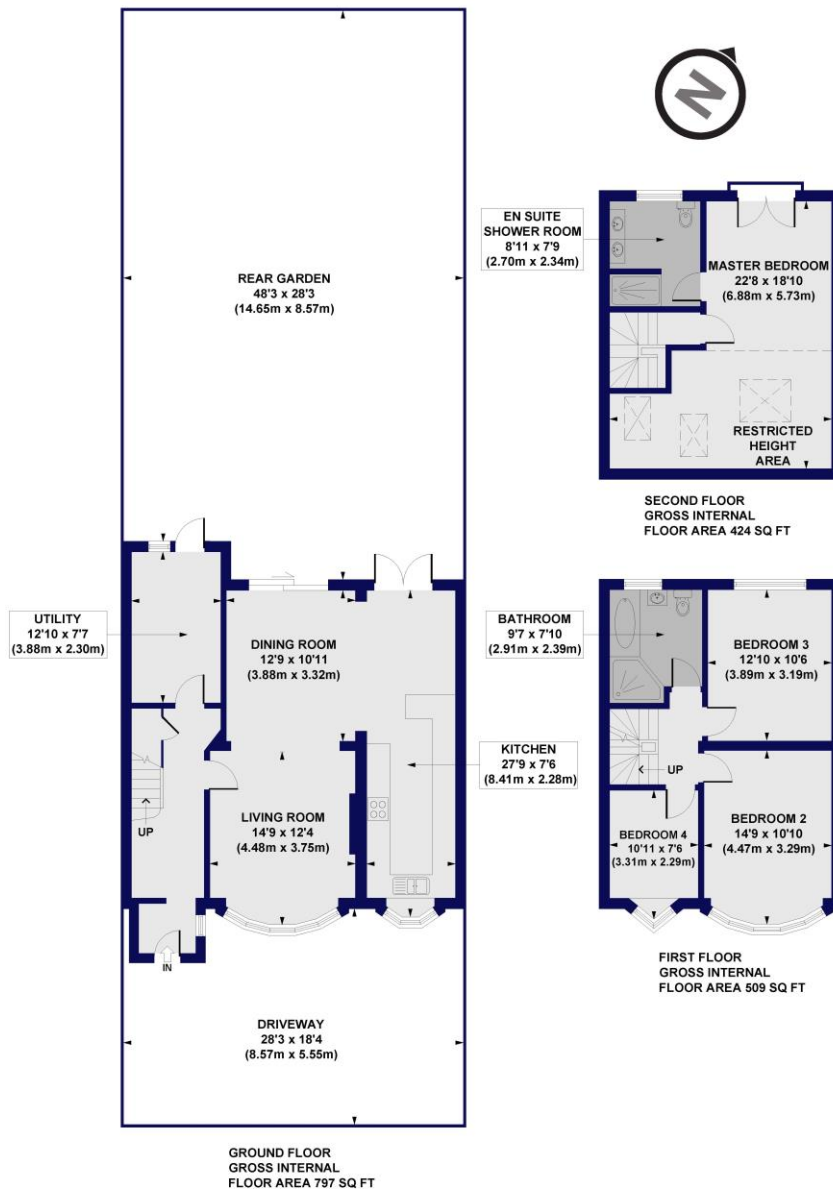 N
REAR GARDEN
48'3 x 28'3
(14.65m x 8.57m)
UTILITY
12'10 x 7'7
(3.88m x 2.30m)
DINING ROOM
12'9 x 10'11
(3.88m x 3.32m)
KITCHEN
27'9 x 7'6
(8.41m x 2.28m)
LIVING ROOM
14'9 x 12'4
(4.48m x 3.75m)
UP
IN
DRIVEWAY
28'3 x 18'4
(8.57m x 5.55m)
GROUND FLOOR
GROSS INTERNAL
FLOOR AREA 797 SQ FT
EN SUITE
SHOWER ROOM
8'11 x 7'9
(2.70m x 2.34m)
MASTER BEDROOM
22'8 x 18'10
(6.88m x 5.73m)
RESTRICTED
HEIGHT
AREA
SECOND FLOOR
GROSS INTERNAL
FLOOR AREA 424 SQ FT
BATHROOM
9'7 x 7'10
(2.91m x 2.39m)
BEDROOM 3
12'10 x 10'6
(3.89m x 3.19m)
UP
BEDROOM 4
10'11 x 7'6
(3.31m x 2.29m)
BEDROOM 2
14'9 x 10'10
(4.47m x 3.29m)
FIRST FLOOR
GROSS INTERNAL
FLOOR AREA 509 SQ FT